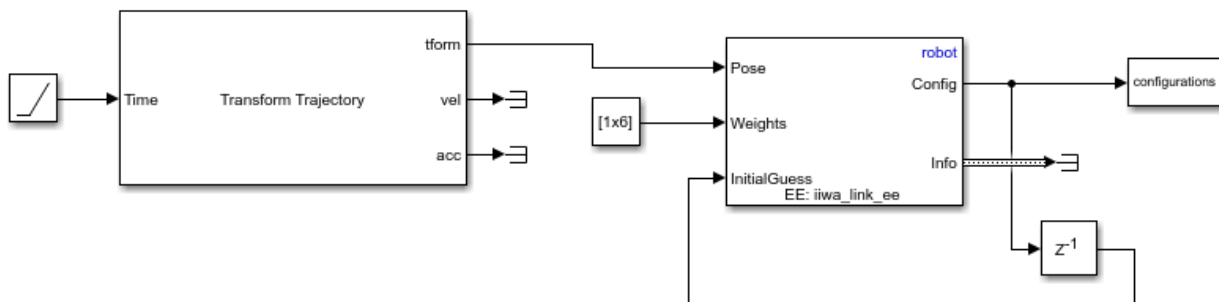 tform
Time
Transform Trajectory
vel
acc
robot
Pose
Config
configurations
[1x6]
Weights
Info
InitialGuess
EE: iiwa_link_ee
Z-1